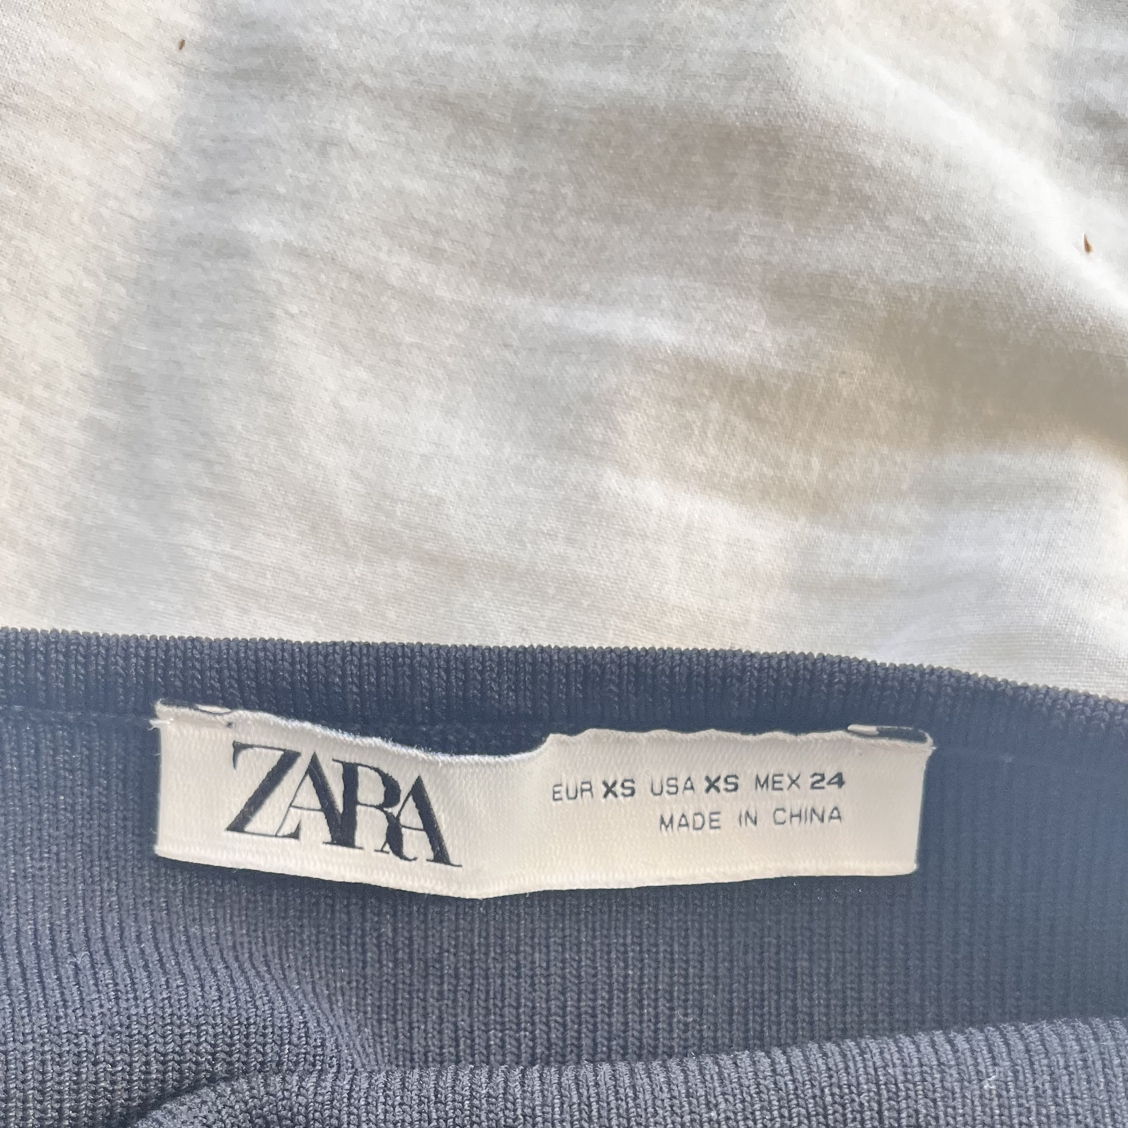 ZARA
EUR XS USA XS MEX 24
MADE IN CHINA